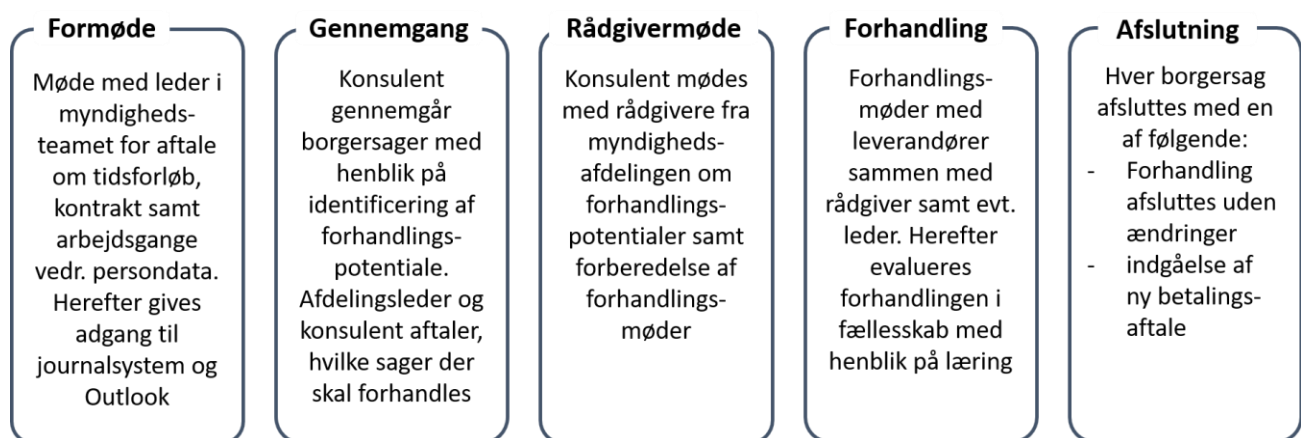 Formøde
Møde med leder i
myndigheds-
teamet for aftale
om tidsforløb,
kontrakt samt
arbejdsgange
vedr. persondata.
Herefter gives
adgang til
journalsystem og
Outlook
Gennemgang
Konsulent
gennemgår
borgersager med
henblik på
identificering af
forhandlings-
potentiale.
Afdelingsleder og
konsulent aftaler,
hvilke sager der
skal forhandles
Rådgivermøde
Konsulent mødes
med rådgivere fra
myndigheds-
afdelingen om
forhandlings-
potentialer samt
forberedelse af
forhandlings-
møder
Forhandling
Forhandlings-
møder med
leverandører
sammen med
rådgiver samt evt.
leder. Herefter
evalueres
forhandlingen i
fællesskab med
henblik på læring
Afslutning
Hver borgersag
afsluttes med en
af følgende:
- Forhandling
afsluttes uden
ændringer
- indgåelse af
ny betalings-
aftale